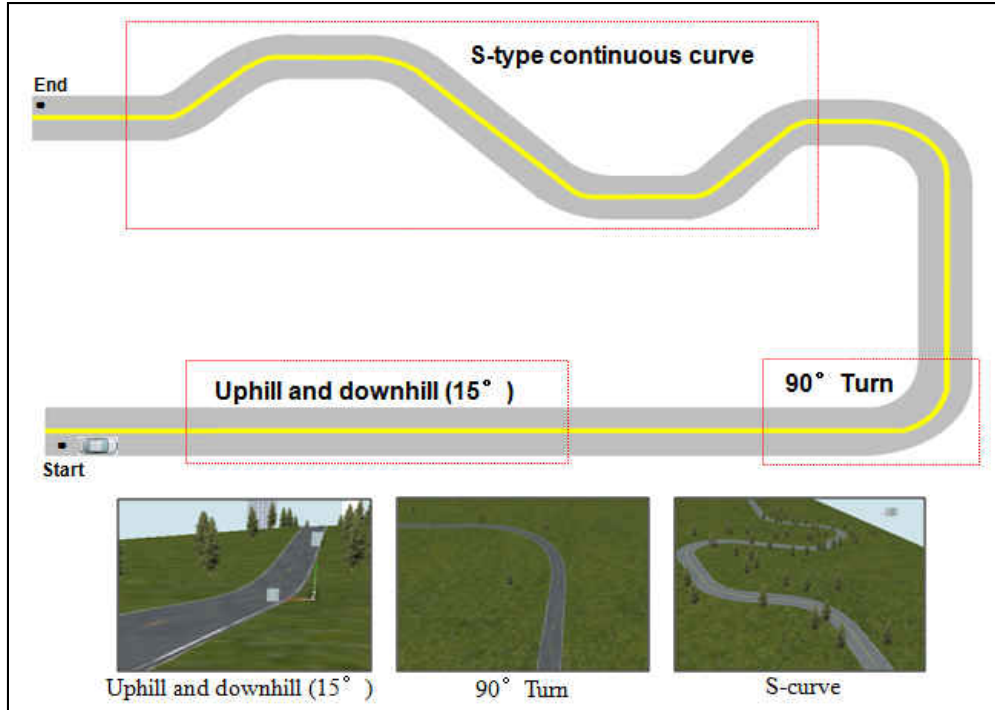 S-type continuous curve
End
Uphill and downhill (15° )
90° Turn
Start
Uphill and downhill (15° )
90° Turn
S-curve